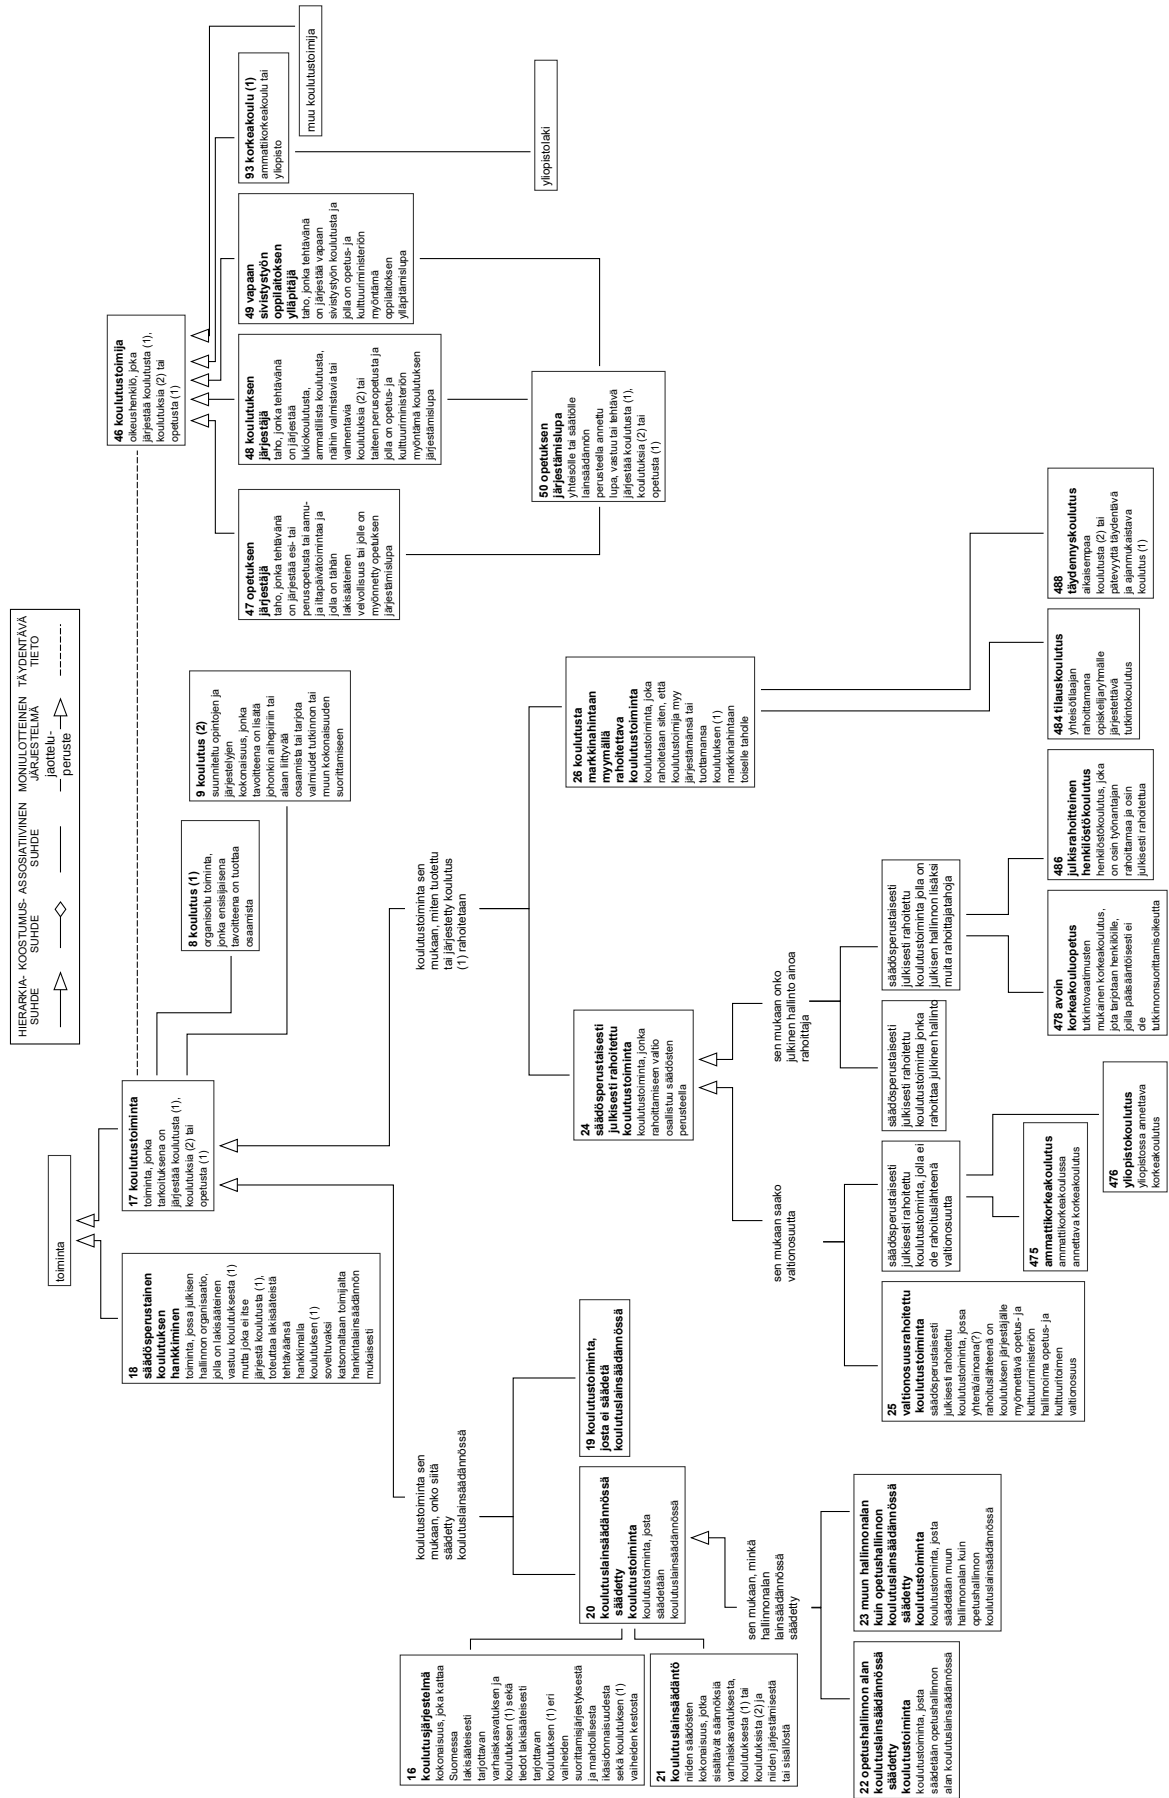 HIERARKIA-
SUHDE
KOOSTUMUS-
SUHDE
ASSOSIATIIVINEN
SUHDE
MONIULOTTEINEN
JÄRJESTELMÄ
jaottelu-
peruste
TÄYDENTÄVÄ
TIETO
toiminta
18
säädösperustainen
koulutuksen
hankkiminen
toiminta, jossa julkisen
hallinnon organisaatio,
jolla on lakisääteinen
vastuu koulutuksesta (1)
mutta joka ei itse
järjestä koulutusta (1),
toteuttaa lakisääteistä
tehtäväänsä
hankkimalla
koulutuksen (1)
soveltuvaksi
katsomaltaan toimijalta
hankintalainsäädännön
mukaisesti
17 koulutustoiminta
toiminta, jonka
tarkoituksena on
järjestää koulutusta (1),
koulutuksia (2) tai
opetusta (1)
8 koulutus (1)
organisoitu toiminta,
jonka ensisijaisena
tavoitteena on tuottaa
osaamista
9 koulutus (2)
suunniteltu opintojen ja
järjestelyjen
kokonaisuus, jonka
tavoitteena on lisätä
johonkin aihepiiriin tai
alaan liittyvää
osaamista tai tarjota
valmiudet tutkinnon tai
muun kokonaisuuden
suorittamiseen
46 koulutustoimija
oikeushenkilö, joka
järjestää koulutusta (1),
koulutuksia (2) tai
opetusta (1)
47 opetuksen
järjestäjä
taho, jonka tehtävänä
on järjestää esi- tai
perusopetusta tai aamu-
ja iltapäivätoimintaa ja
jolla on tähän
lakisääteinen
velvollisuus tai jolle on
myönnetty opetuksen
järjestämislupa
48 koulutuksen
järjestäjä
taho, jonka tehtävänä
on järjestää
lukiokoulutusta,
ammatillista koulutusta,
näihin valmistavia tai
valmentavia
koulutuksia (2) tai
taiteen perusopetusta ja
jolla on opetus- ja
kulttuuriministeriön
myöntämä koulutuksen
järjestämislupa
49 vapaan
sivistystyön
oppilaitoksen
ylläpitäjä
taho, jonka tehtävänä
on järjestää vapaan
sivistystyön koulutusta ja
jolla on opetus- ja
kulttuuriministeriön
myöntämä
oppilaitoksen
ylläpitämislupa
93 korkeakoulu (1)
ammattikorkeakoulu tai
yliopisto
muu koulutustoimija
50 opetuksen
järjestämislupa
yhteisölle tai säätiölle
lainsäädännön
perusteella annettu
lupa, vastuu tai tehtävä
järjestää koulutusta (1),
koulutuksia (2) tai
opetusta (1)
yliopistolaki
koulutustoiminta sen
mukaan, onko siitä
säädetty
koulutuslainsäädännössä
koulutustoiminta sen
mukaan, miten tuotettu
tai järjestetty koulutus
(1) rahoitetaan
16
koulutusjärjestelmä
kokonaisuus, joka kattaa
Suomessa
lakisääteisesti
tarjottavan
varhaiskasvatuksen ja
koulutuksen (1) sekä
tiedot lakisääteisesti
tarjottavan
koulutuksen (1) eri
vaiheiden
suorittamisjärjestyksestä
ja mahdollisesta
ikäsidonnaisuudesta
sekä koulutuksen (1)
vaiheiden kestosta
20
koulutuslainsäädännössä
säädetty
koulutustoiminta
koulutustoiminta, josta
säädetään
koulutuslainsäädännössä
19 koulutustoiminta,
josta ei säädetä
koulutuslainsäädännössä
24
säädösperustaisesti
julkisesti rahoitettu
koulutustoiminta
koulutustoiminta, jonka
rahoittamiseen valtio
osallistuu säädösten
perusteella
26 koulutusta
markkinahintaan
myymällä
rahoitettava
koulutustoiminta
koulutustoiminta, joka
rahoitetaan siten, että
koulutustoimija myy
järjestämänsä tai
tuottamansa
koulutuksen (1)
markkinahintaan
toiselle taholle
21
koulutuslainsäädäntö
niiden säädösten
kokonaisuus, jotka
sisältävät säännöksiä
varhaiskasvatuksesta,
koulutuksesta (1) tai
koulutuksista (2) ja
niiden järjestämisestä
tai sisällöstä
sen mukaan, minkä
hallinnonalan
lainsäädännössä
säädetty
sen mukaan saako
valtionosuutta
sen mukaan onko
julkinen hallinto ainoa
rahoittaja
22 opetushallinnon alan
koulutuslainsäädännössä
säädetty
koulutustoiminta
koulutustoiminta, josta
säädetään opetushallinnon
alan koulutuslainsäädännössä
23 muun hallinnonalan
kuin opetushallinnon
koulutuslainsäädännössä
säädetty
koulutustoiminta
koulutustoiminta, josta
säädetään muun
hallinnonalan kuin
opetushallinnon
koulutuslainsäädännössä
25
valtionosuusrahoitettu
koulutustoiminta
säädösperustaisesti
julkisesti rahoitettu
koulutustoiminta, jossa
yhtenä/ainoana(?)
rahoituslähteenä on
koulutuksen järjestäjälle
myönnettävä opetus- ja
kulttuuriministeriön
hallinnoima opetus- ja
kulttuuritoimen
valtionosuus
säädösperustaisesti
julkisesti rahoitettu
koulutustoiminta, jolla ei
ole rahoituslähteenä
valtionosuutta
säädösperustaisesti
julkisesti rahoitettu
koulutustoiminta jonka
rahoittaa julkinen hallinto
säädösperustaisesti
julkisesti rahoitettu
koulutustoiminta jolla on
julkisen hallinnon lisäksi
muita rahoittajatahoja
475
ammattikorkeakoulutus
ammattikorkeakoulussa
annettava korkeakoulutus
476
yliopistokoulutus
yliopistossa annettava
korkeakoulutus
478 avoin
korkeakouluopetus
tutkintovaatimusten
mukainen korkeakoulutus,
jota tarjotaan henkilöille,
joilla pääsääntöisesti ei
ole
tutkinnonsuorittamisoikeutta
486
julkisrahoitteinen
henkilöstökoulutus
henkilöstökoulutus, joka
on osin työnantajan
rahoittamaa ja osin
julkisesti rahoitettua
484 tilauskoulutus
yhteisötilaajan
rahoittamana
opiskelijaryhmälle
järjestettävä
tutkintokoulutus
488
täydennyskoulutus
aikaisempaa
koulutusta (2) tai
pätevyyttä täydentävä
ja ajanmukaistava
koulutus (1)